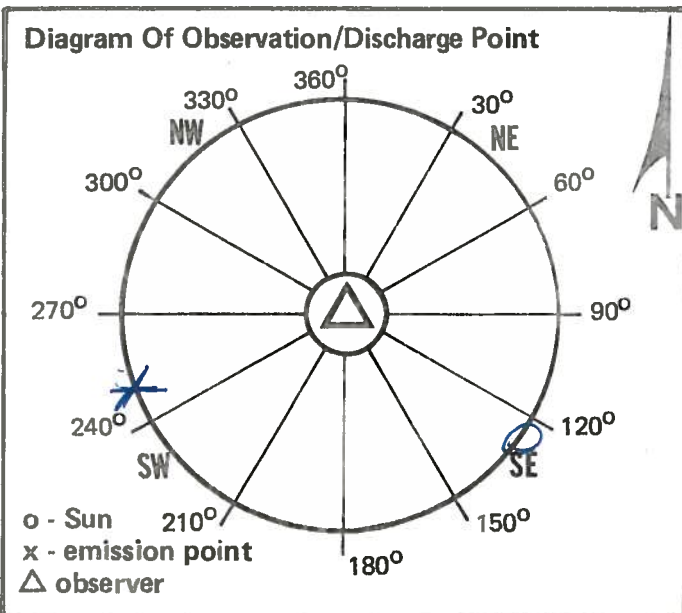 Diagram Of Observation/Discharge Point
360°
330° 30°
NW NE
300° 60°
N
270° 90°
240° 120°
SW SE
o - Sun 210° 150°
x - emission point
180°
△ observer